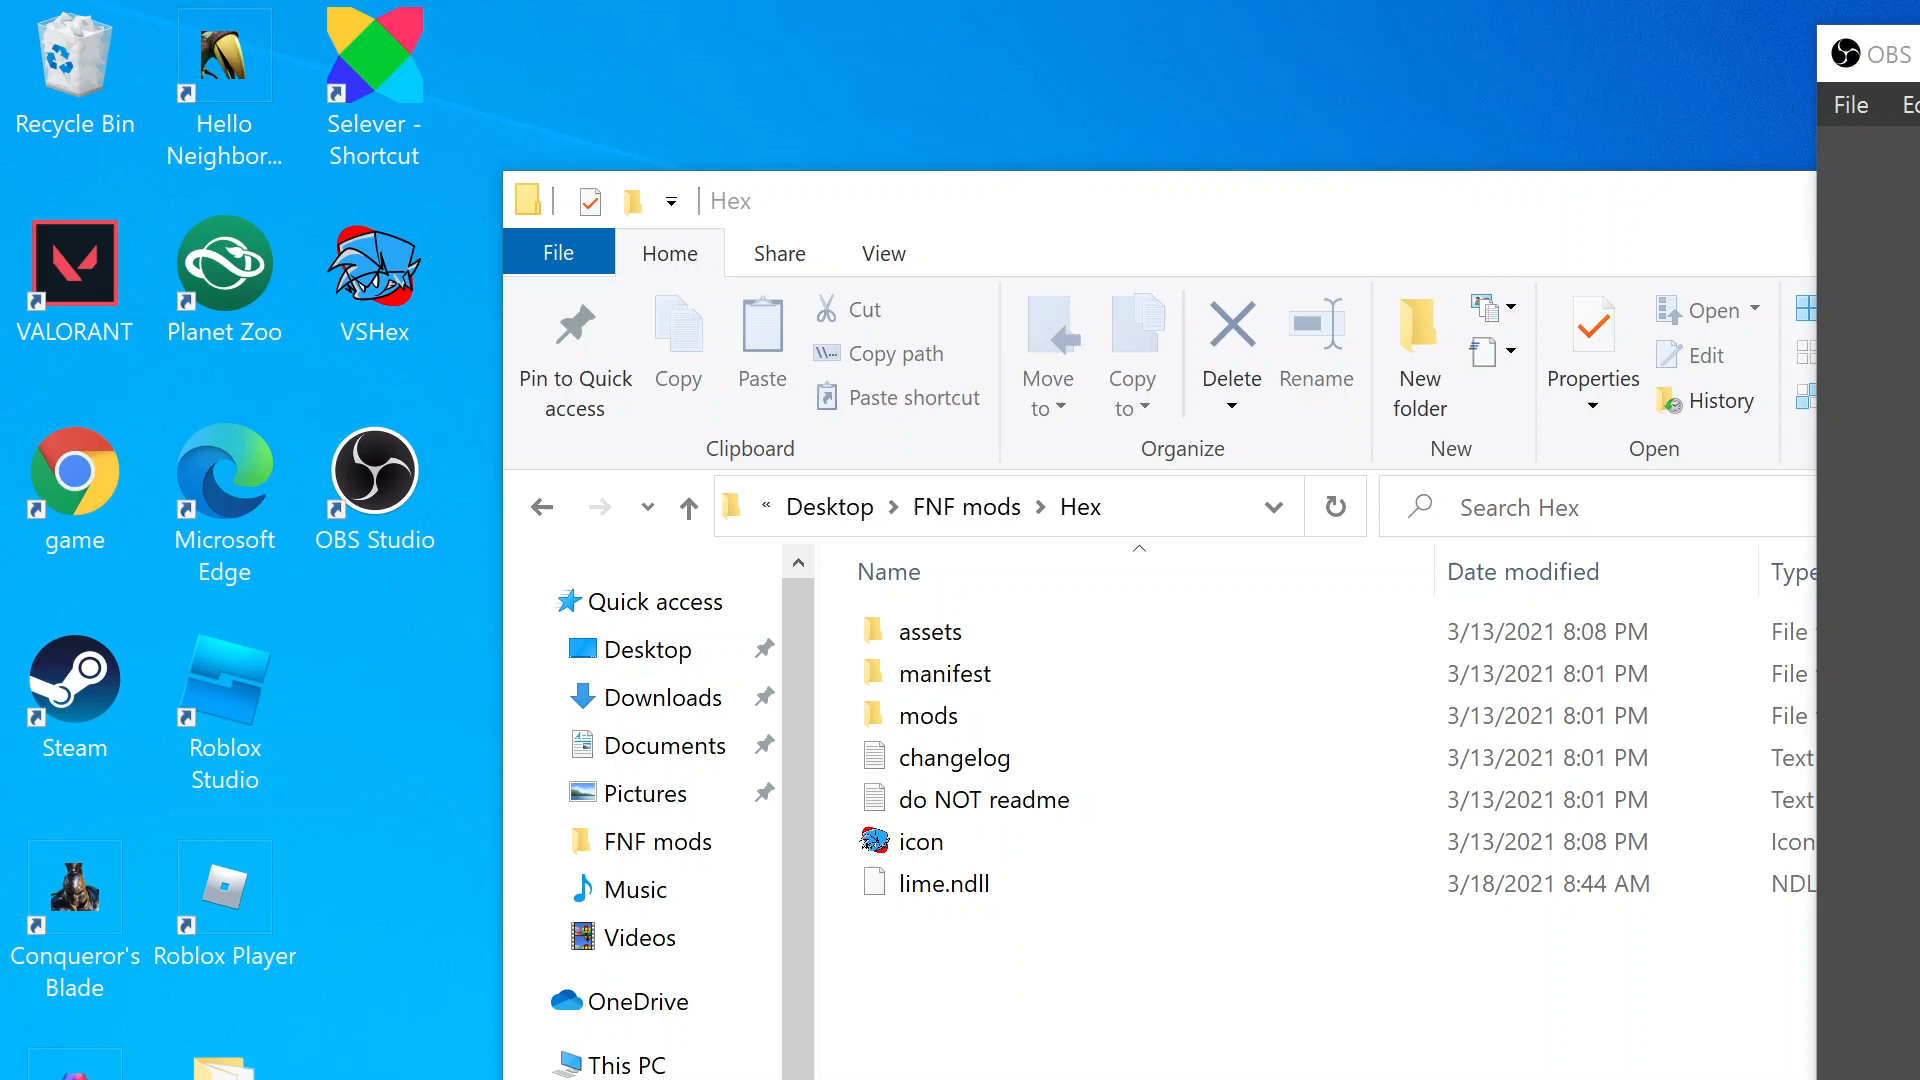 Recycle Bin
Hello
Neighbor...
Selever -
Shortcut
VALORANT
Planet Zoo
VSHex
game
Microsoft
Edge
OBS Studio
Steam
Roblox
Studio
Conqueror's
Blade
Roblox Player
Hex
File
Home
Share
View
Pin to Quick
access
Copy
Paste
Cut
Copy path
Paste shortcut
Clipboard
Move
to
Copy
to
Delete
Rename
Organize
New
folder
New
Properties
Open
Edit
History
Open
« Desktop > FNF mods > Hex
Search Hex
Quick access
Desktop
Downloads
Documents
Pictures
FNF mods
Music
Videos
OneDrive
This PC
Name Date modified Type
assets 3/13/2021 8:08 PM File
manifest 3/13/2021 8:01 PM File
mods 3/13/2021 8:01 PM File
changelog 3/13/2021 8:01 PM Text
do NOT readme 3/13/2021 8:01 PM Text
icon 3/13/2021 8:08 PM Icon
lime.ndll 3/18/2021 8:44 AM NDL
OBS
File Ed